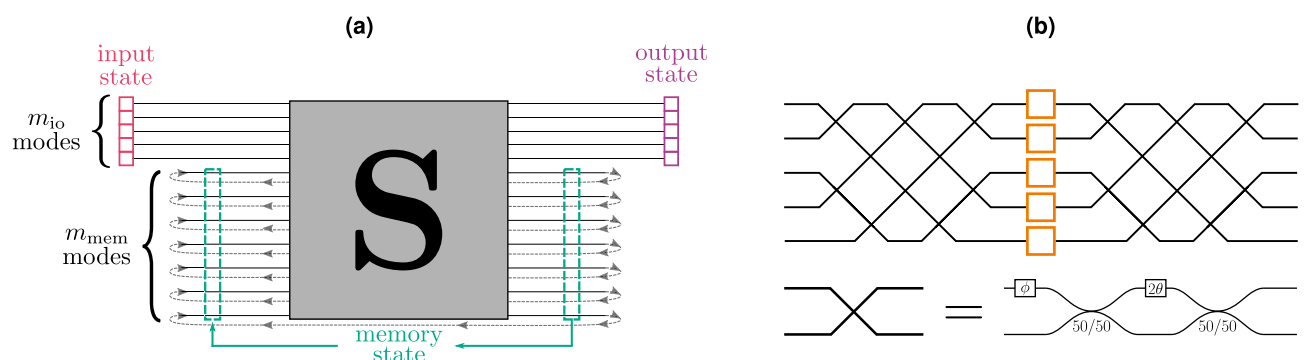 (a)
(b)
input
state
output
state
m_io
modes
S
m_mem
modes
memory
state
ϕ
2θ
=
50/50
50/50